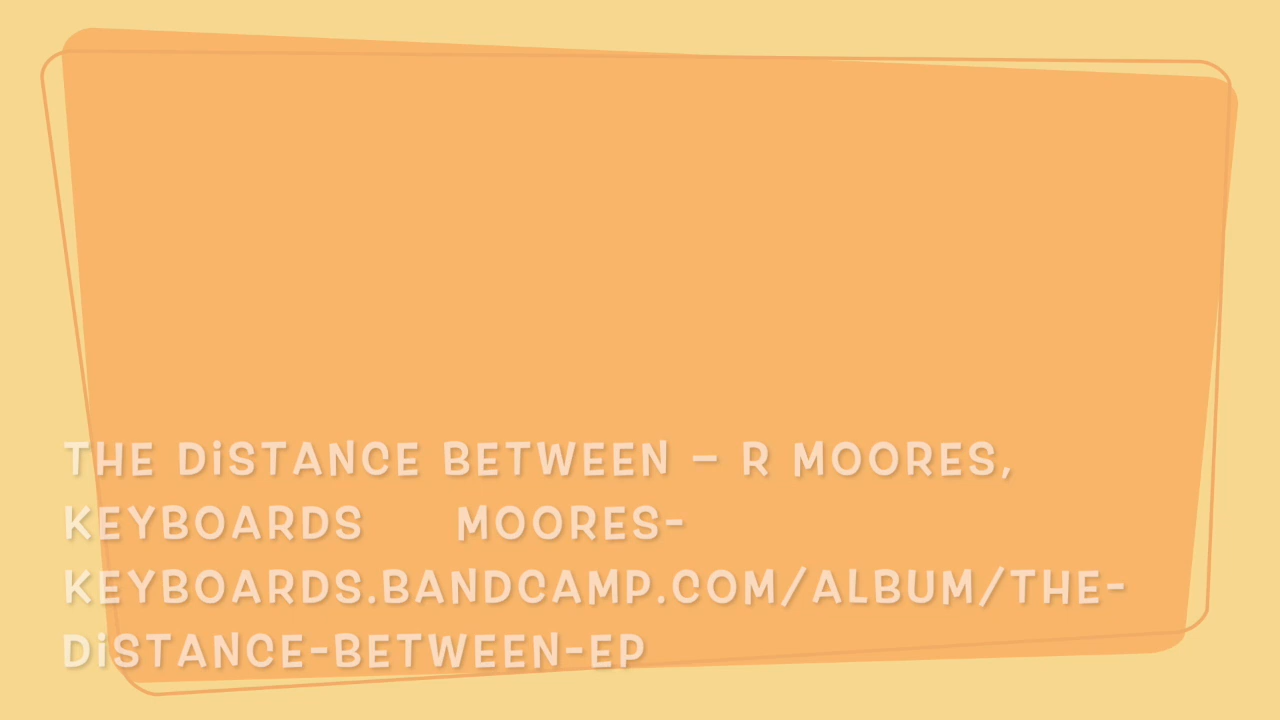 THE DiSTANCE BETWEEN – R MOORES,
KEYBOARDS MOORES-
KEYBOARDS.BANDCAMP.COM/ALBUM/THE-
DiSTANCE-BETWEEN-EP